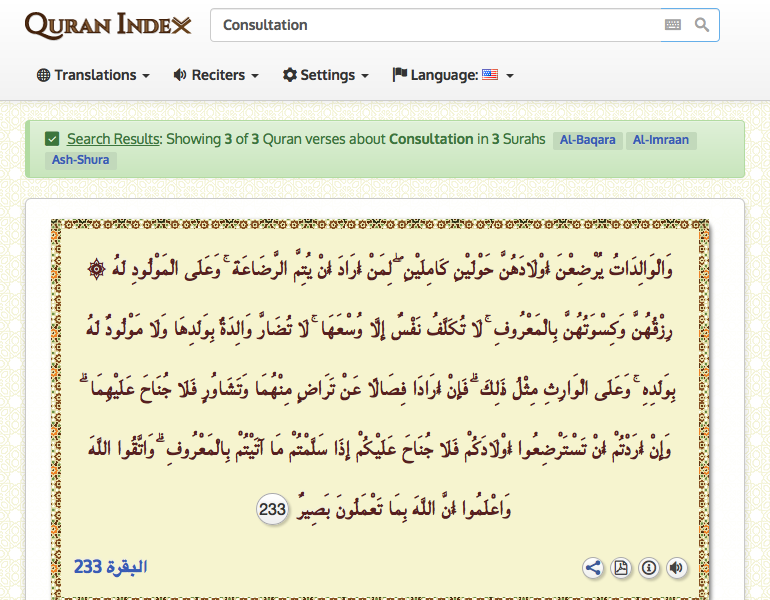 QURAN INDEX
Consultation
Translations
Reciters
Settings
Language:
Search Results: Showing 3 of 3 Quran verses about Consultation in 3 Surahs Al-Baqara Al-Imraan
Ash-Shura
۞ وَالْوَالِدَاتُ يُرْضِعْنَ أَوْلَادَهُنَّ حَوْلَيْنِ كَامِلَيْنِ ۖ لِمَنْ أَرَادَ أَنْ يُتِمَّ الرَّضَاعَةَ ۚ وَعَلَى الْمَوْلُودِ لَهُ
رِزْقُهُنَّ وَكِسْوَتُهُنَّ بِالْمَعْرُوفِ ۚ لَا تُكَلَّفُ نَفْسٌ إِلَّا وُسْعَهَا ۚ لَا تُضَارَّ وَالِدَةٌ بِوَلَدِهَا وَلَا مَوْلُودٌ لَهُ
بِوَلَدِهِ ۚ وَعَلَى الْوَارِثِ مِثْلُ ذَٰلِكَ ۗ فَإِنْ أَرَادَا فِصَالًا عَنْ تَرَاضٍ مِنْهُمَا وَتَشَاوُرٍ فَلَا جُنَاحَ عَلَيْهِمَا ۗ
وَإِنْ أَرَدْتُمْ أَنْ تَسْتَرْضِعُوا أَوْلَادَكُمْ فَلَا جُنَاحَ عَلَيْكُمْ إِذَا سَلَّمْتُمْ مَا آتَيْتُمْ بِالْمَعْرُوفِ ۗ وَاتَّقُوا اللَّهَ
وَاعْلَمُوا أَنَّ اللَّهَ بِمَا تَعْمَلُونَ بَصِيرٌ 233
البقرة 233